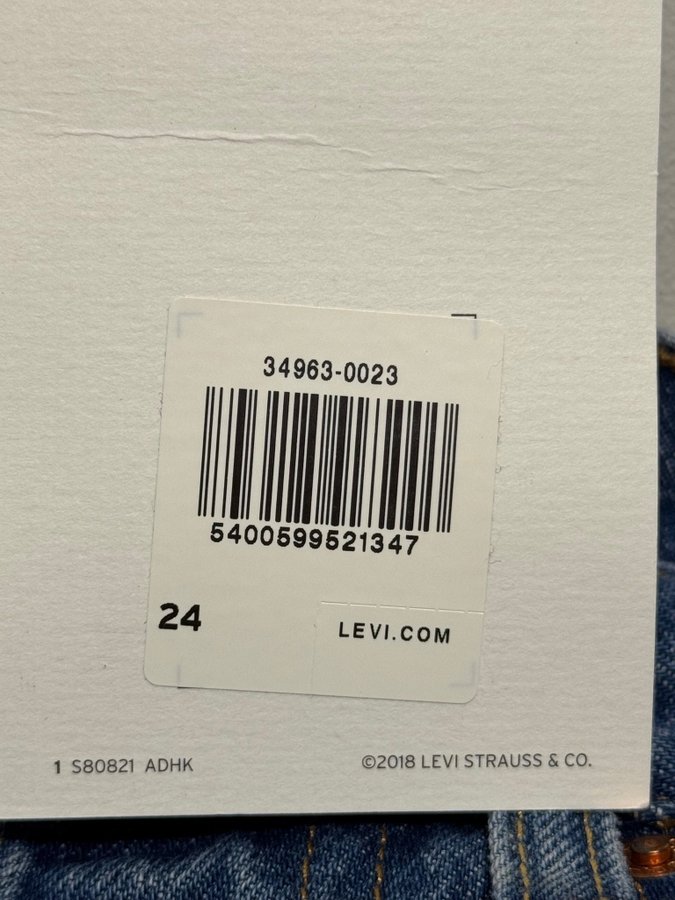 34963-0023
5400599521347
24
LEVI.COM
1 S80821 ADHK
©2018 LEVI STRAUSS & CO.